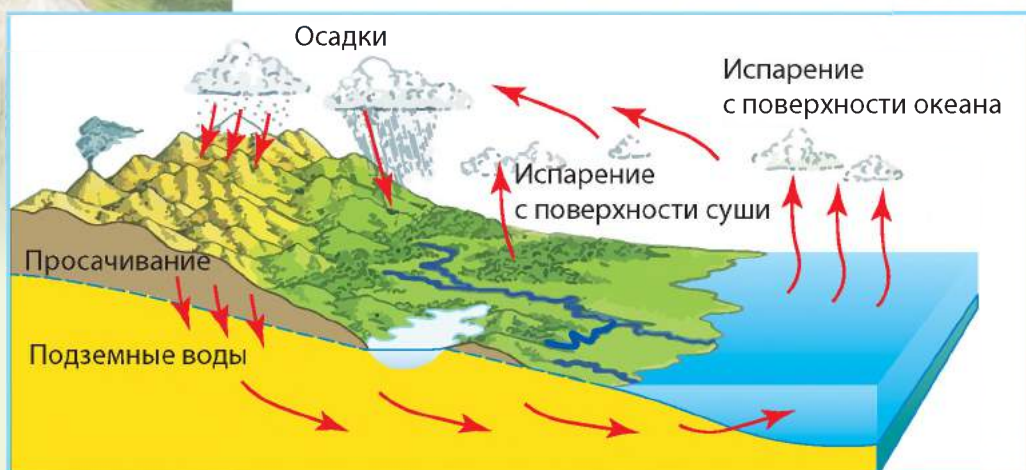 Осадки
Испарение
с поверхности океана
Испарение
с поверхности суши
Просачивание
Подземные воды